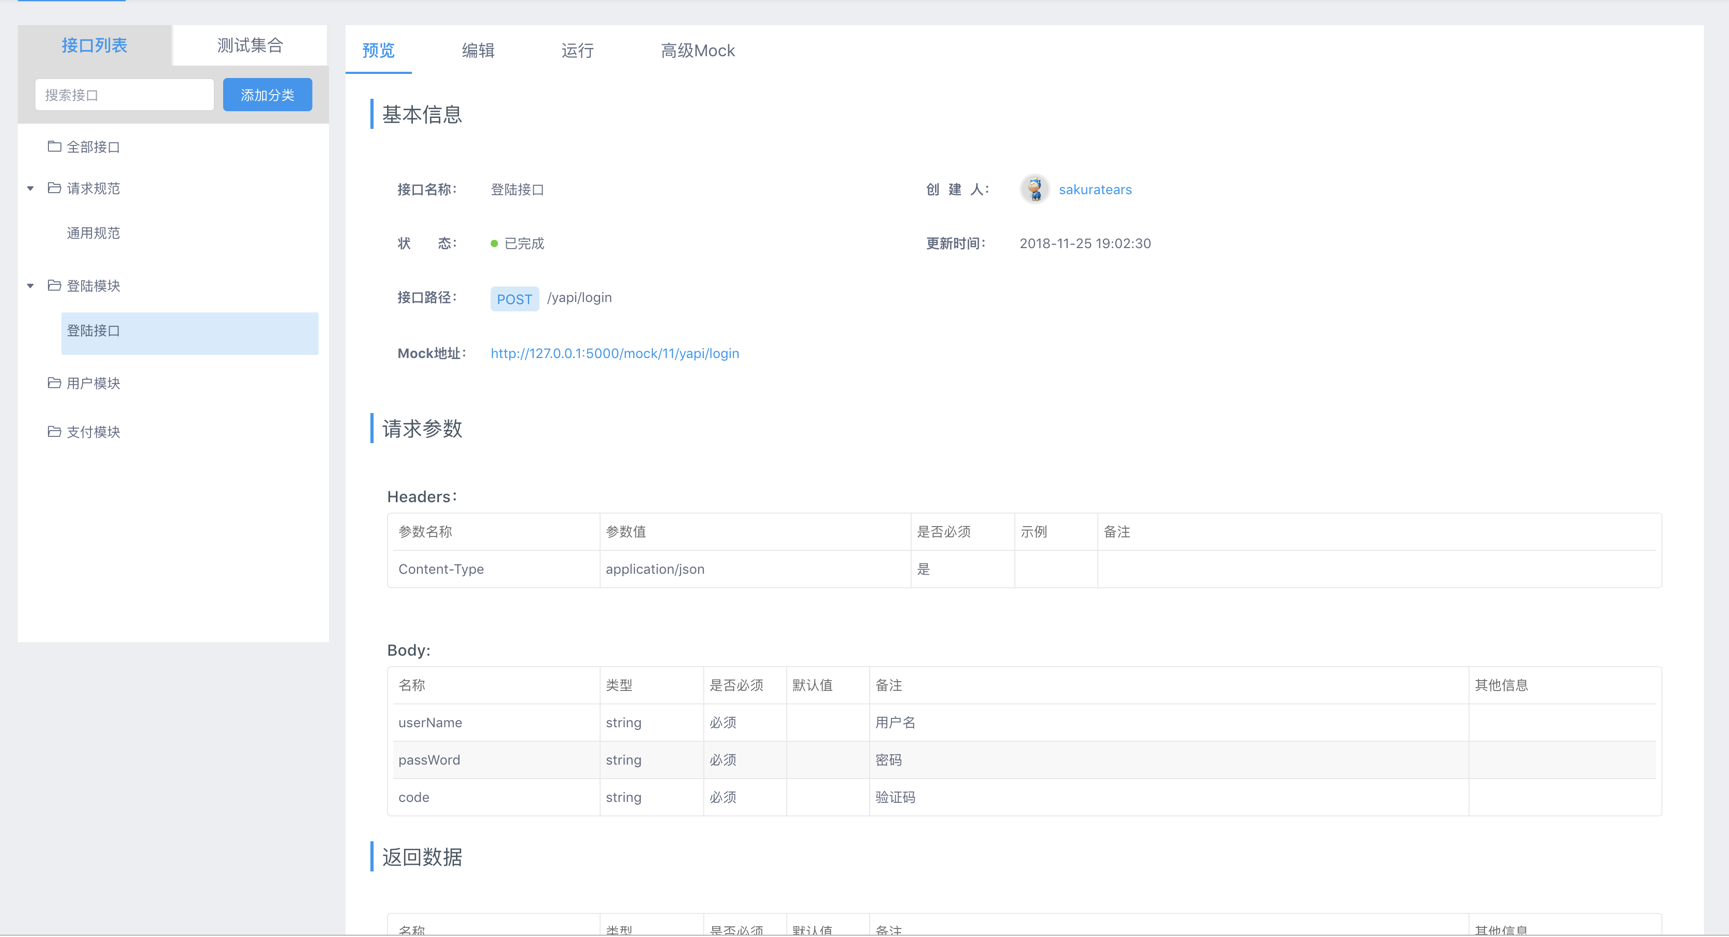 接口列表
测试集合
搜索接口
添加分类
全部接口
请求规范
通用规范
登陆模块
登陆接口
用户模块
支付模块
预览
编辑
运行
高级Mock
基本信息
接口名称：
登陆接口
创 建 人：
sakuratears
状 态：
已完成
更新时间：
2018-11-25 19:02:30
接口路径：
POST /yapi/login
Mock地址：
http://127.0.0.1:5000/mock/11/yapi/login
请求参数
Headers：
参数名称 参数值 是否必须 示例 备注
Content-Type application/json 是
Body:
名称 类型 是否必须 默认值 备注 其他信息
userName string 必须 用户名
passWord string 必须 密码
code string 必须 验证码
返回数据
名称 类型 是否必须 默认值 备注 其他信息